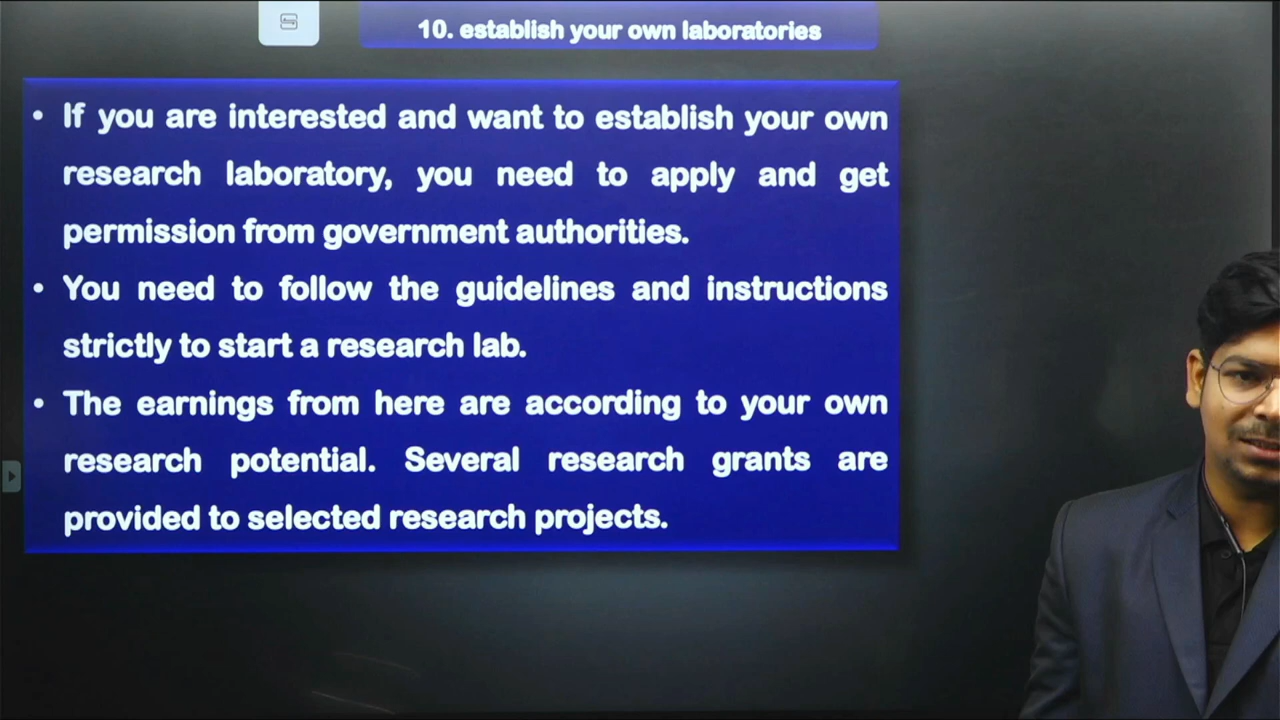 10. establish your own laboratories
• If you are interested and want to establish your own
research laboratory, you need to apply and get
permission from government authorities.
• You need to follow the guidelines and instructions
strictly to start a research lab.
• The earnings from here are according to your own
research potential. Several research grants are
provided to selected research projects.